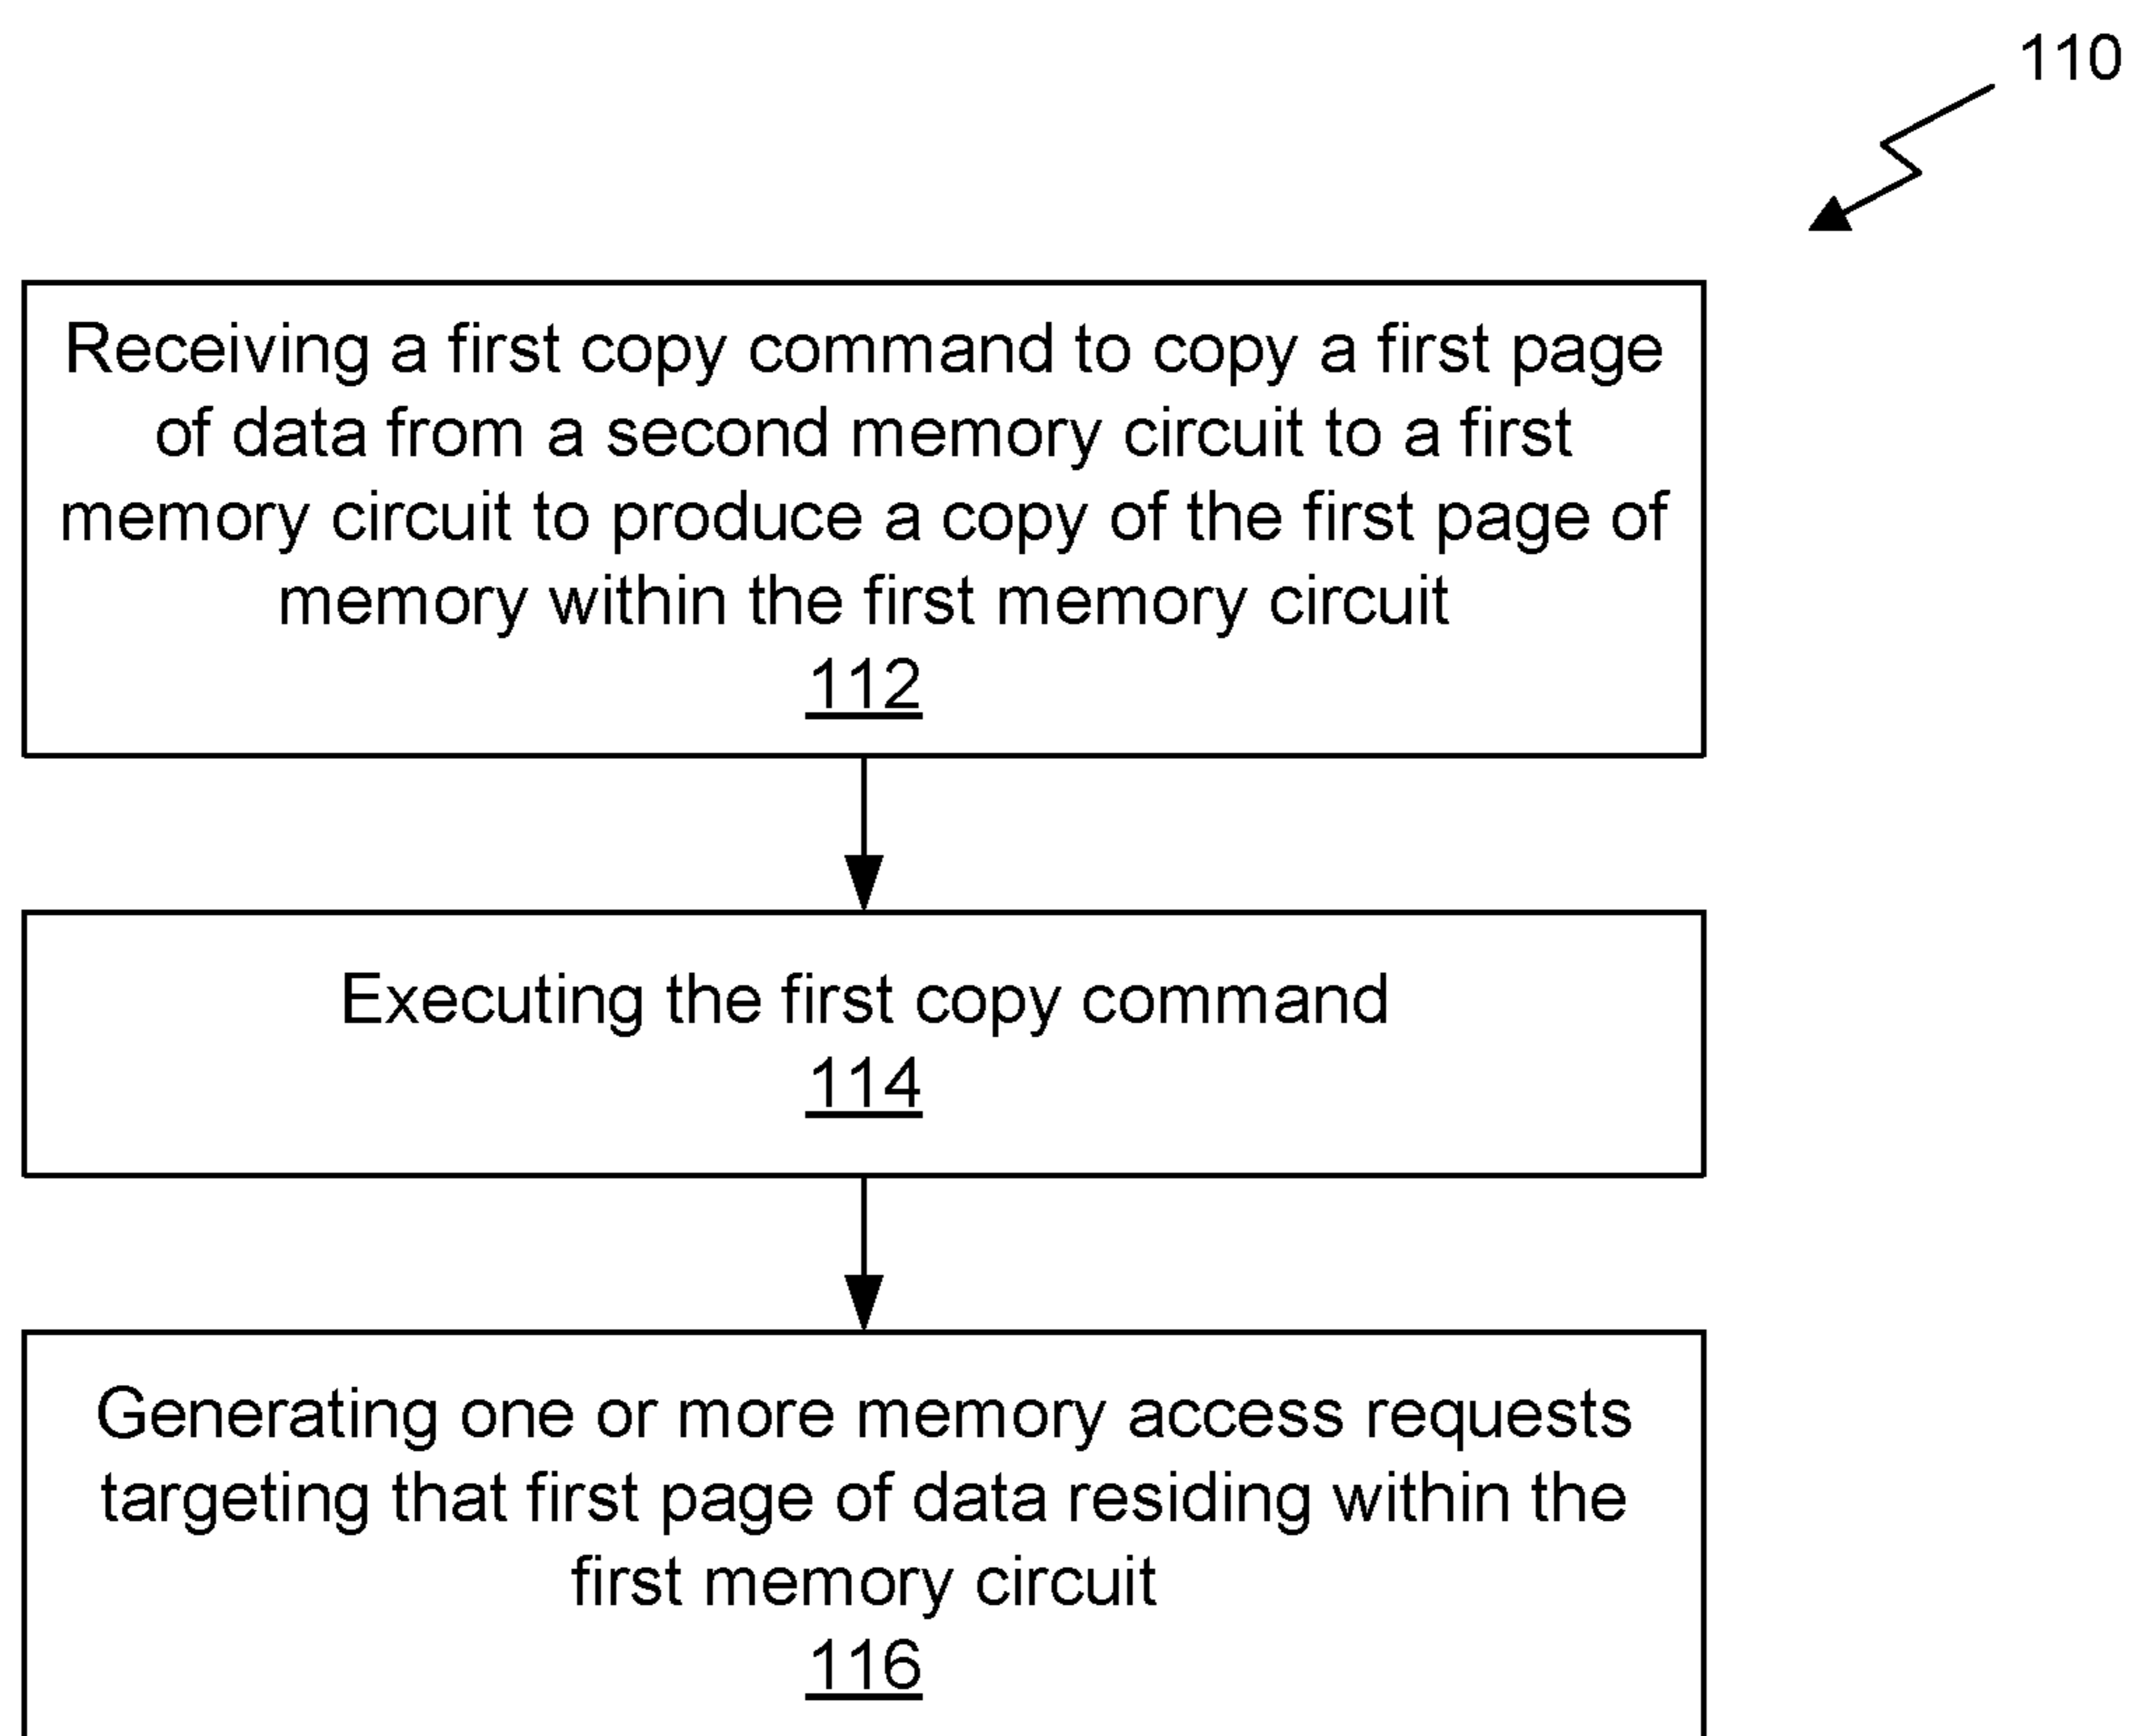 110
Receiving a first copy command to copy a first page
of data from a second memory circuit to a first
memory circuit to produce a copy of the first page of
memory within the first memory circuit
112
Executing the first copy command
114
Generating one or more memory access requests
targeting that first page of data residing within the
first memory circuit
116